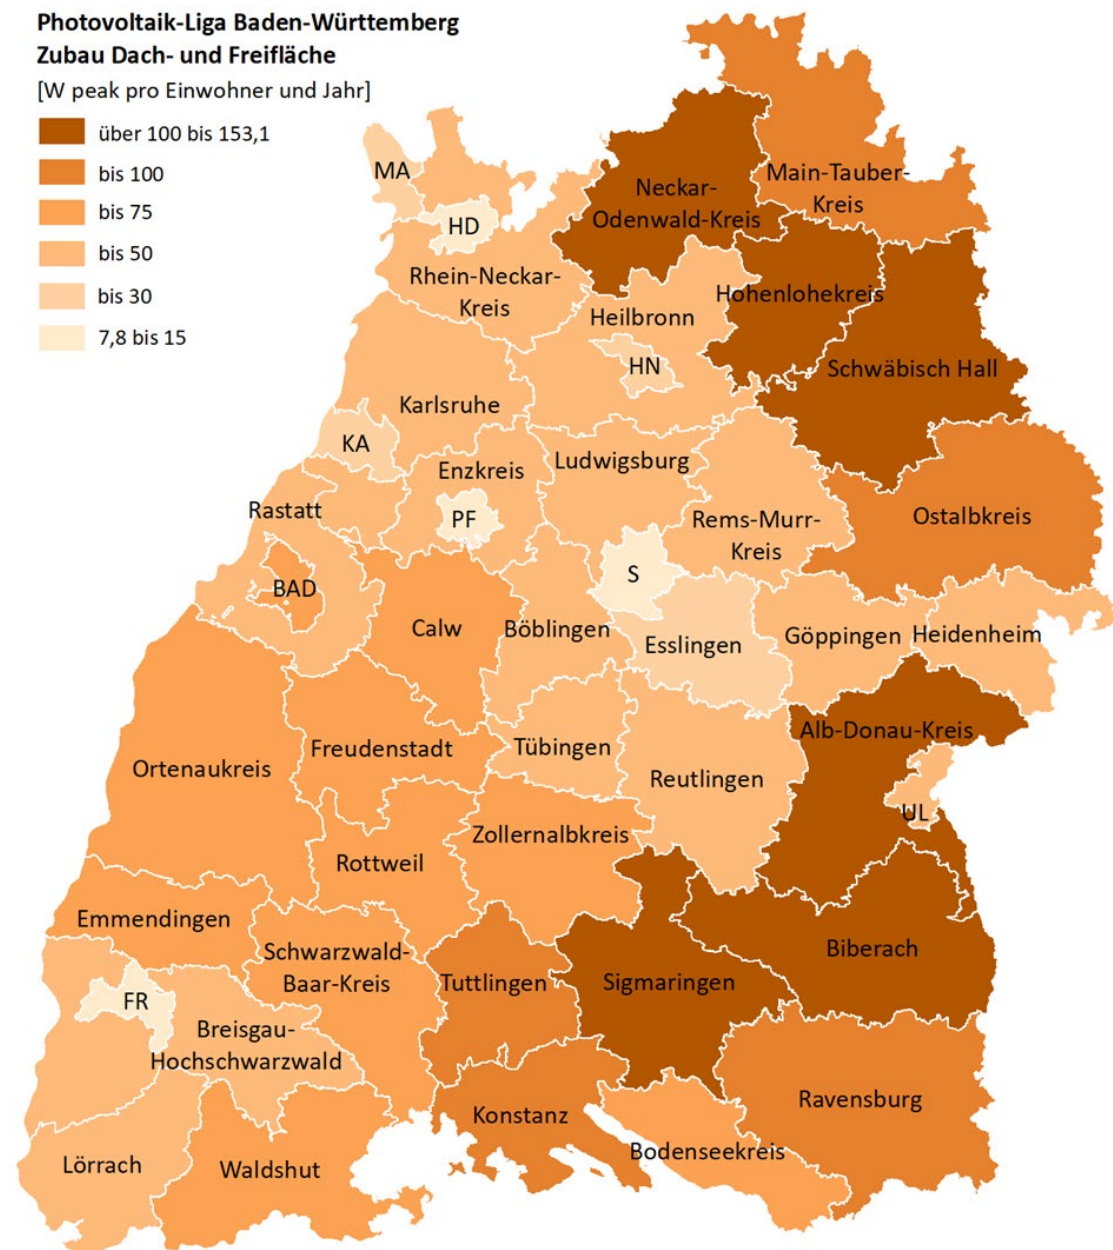 Photovoltaik-Liga Baden-Württemberg
Zubau Dach- und Freifläche
[W peak pro Einwohner und Jahr]
über 100 bis 153,1
bis 100
bis 75
bis 50
bis 30
7,8 bis 15
MA
HD
Neckar-
Odenwald-Kreis
Main-Tauber-
Kreis
Rhein-Neckar-
Kreis
Heilbronn
Hohenlohekreis
HN
Schwäbisch Hall
Karlsruhe
KA
Enzkreis
Ludwigsburg
Rastatt
PF
Rems-Murr-
Kreis
Ostalbkreis
BAD
S
Calw
Böblingen
Esslingen
Göppingen
Heidenheim
Ortenaukreis
Freudenstadt
Tübingen
Reutlingen
Alb-Donau-Kreis
UL
Rottweil
Zollernalbkreis
Emmendingen
Schwarzwald-
Baar-Kreis
Tuttlingen
Sigmaringen
Biberach
FR
Breisgau-
Hochschwarzwald
Konstanz
Ravensburg
Lörrach
Waldshut
Bodenseekreis